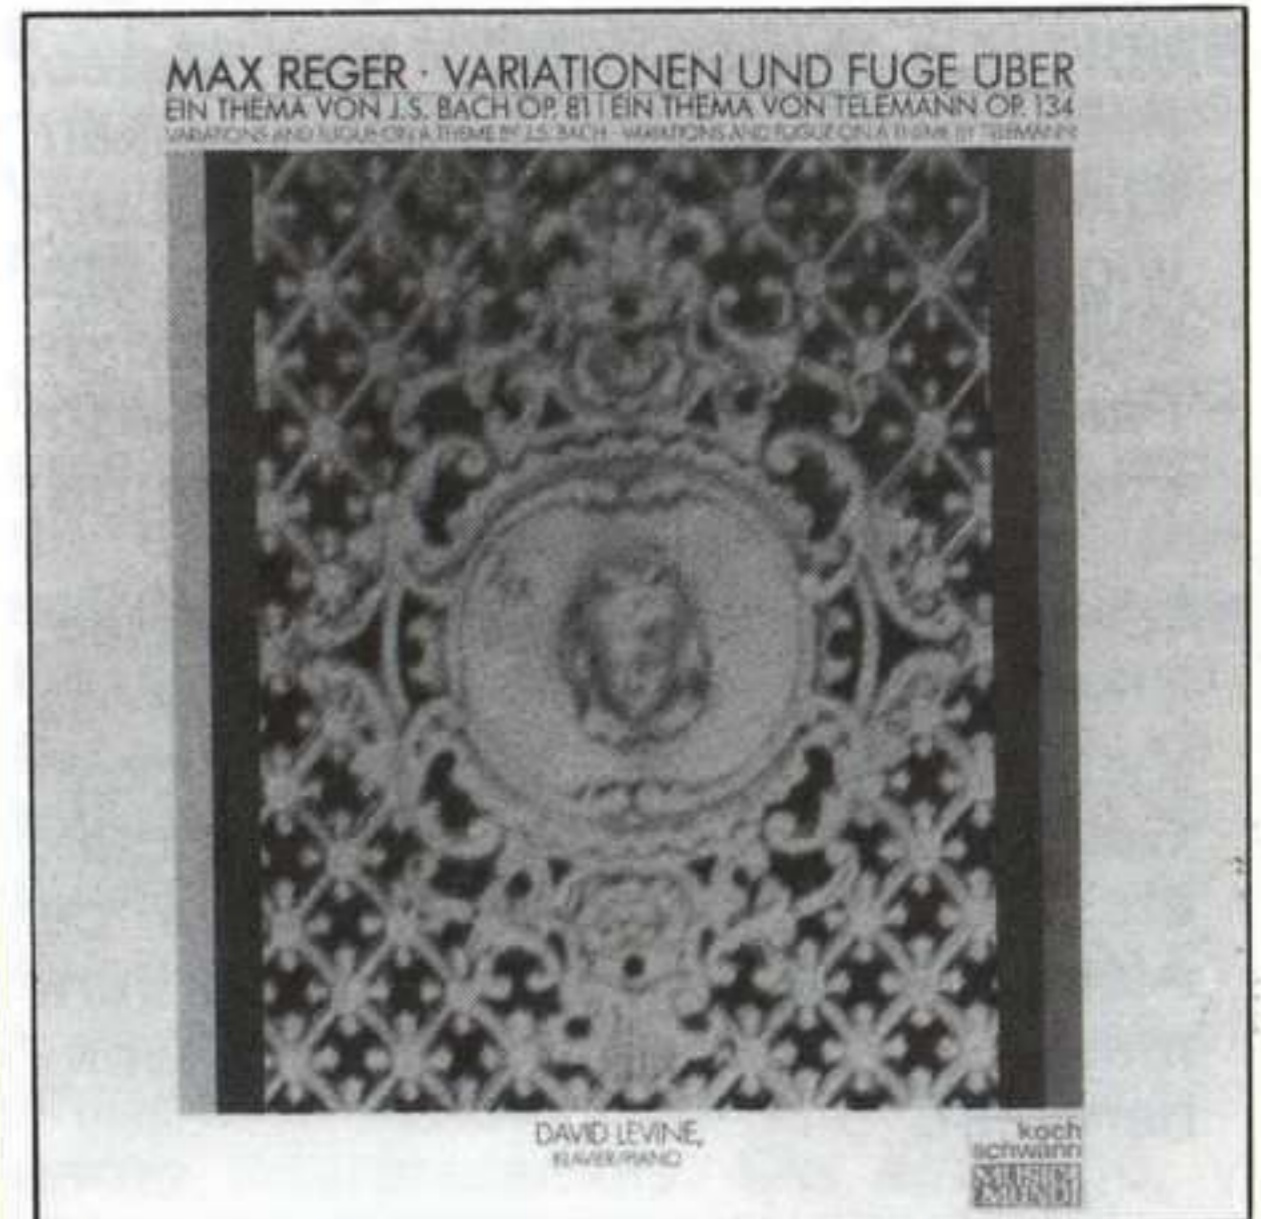 MAX REGER · VARIATIONEN UND FUGE ÜBER
EIN THEMA VON J.S. BACH OP. 81 | EIN THEMA VON TELEMANN OP. 134
VARIATIONS AND FUGUE ON A THEME BY J.S. BACH · VARIATIONS AND FUGUE ON A THEME BY TELEMANN
DAVID LEVINE,
KLAVIER/PIANO
koch
schwann
MUSICA
MUNDI